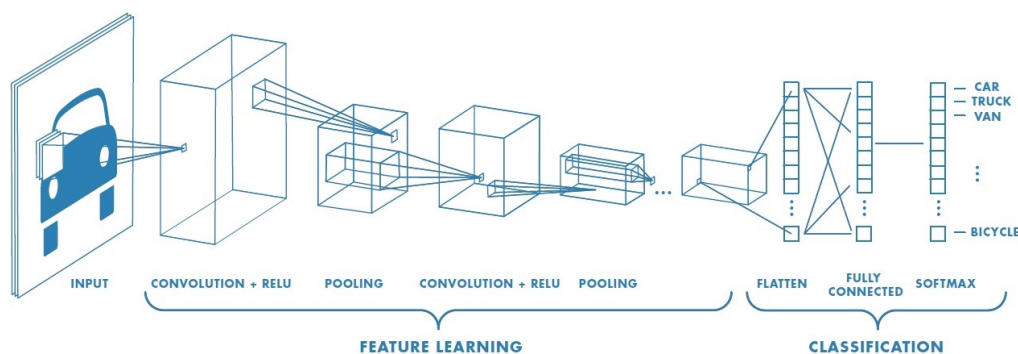 CAR
TRUCK
VAN
BICYCLE
INPUT
CONVOLUTION + RELU
POOLING
CONVOLUTION + RELU
POOLING
FLATTEN
FULLY
CONNECTED
SOFTMAX
FEATURE LEARNING
CLASSIFICATION